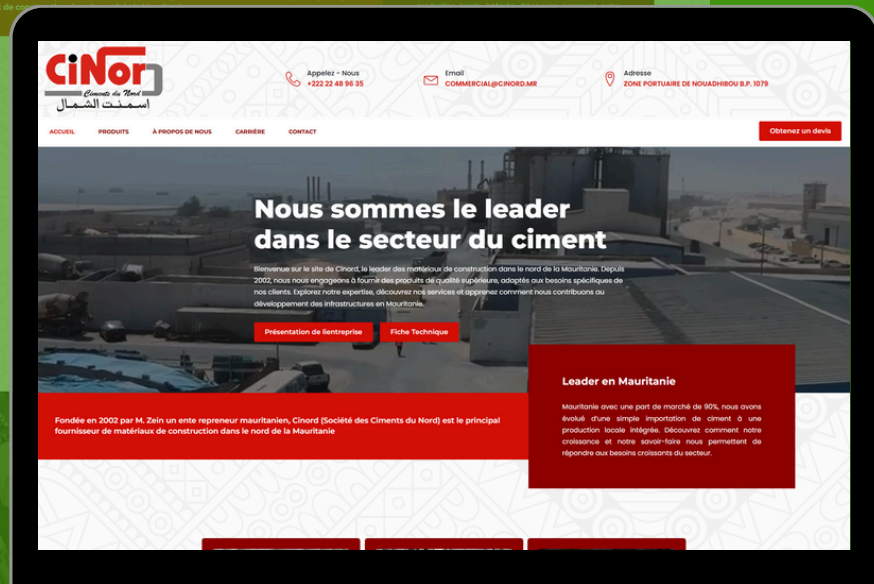 CiNord
Ciments du Nord
اسمنت الشمال
Appelez - Nous
+222 22 48 96 35
Email
COMMERCIAL@CINORD.MR
Adresse
ZONE PORTUAIRE DE NOUADHIBOU B.P. 1079
ACCUEIL PRODUITS À PROPOS DE NOUS CARRIÈRE CONTACT
Obtenez un devis
Nous sommes le leader
dans le secteur du ciment
Bienvenue sur le site de Cinord, le leader des matériaux de construction dans le nord de la Mauritanie. Depuis
2002, nous nous engageons à fournir des produits de qualité supérieure, adaptés aux besoins spécifiques de
nos clients. Explorez notre expertise, découvrez nos services et apprenez comment nous contribuons au
développement des infrastructures en Mauritanie.
Présentation de lientreprise
Fiche Technique
Fondée en 2002 par M. Zein un ente repreneur mauritanien, Cinord (Société des Ciments du Nord) est le principal
fournisseur de matériaux de construction dans le nord de la Mauritanie
Leader en Mauritanie
Mauritanie avec une part de marché de 90%, nous avons
évolué d'une simple importation de ciment à une
production locale intégrée. Découvrez comment notre
croissance et notre savoir-faire nous permettent de
répondre aux besoins croissants du secteur.